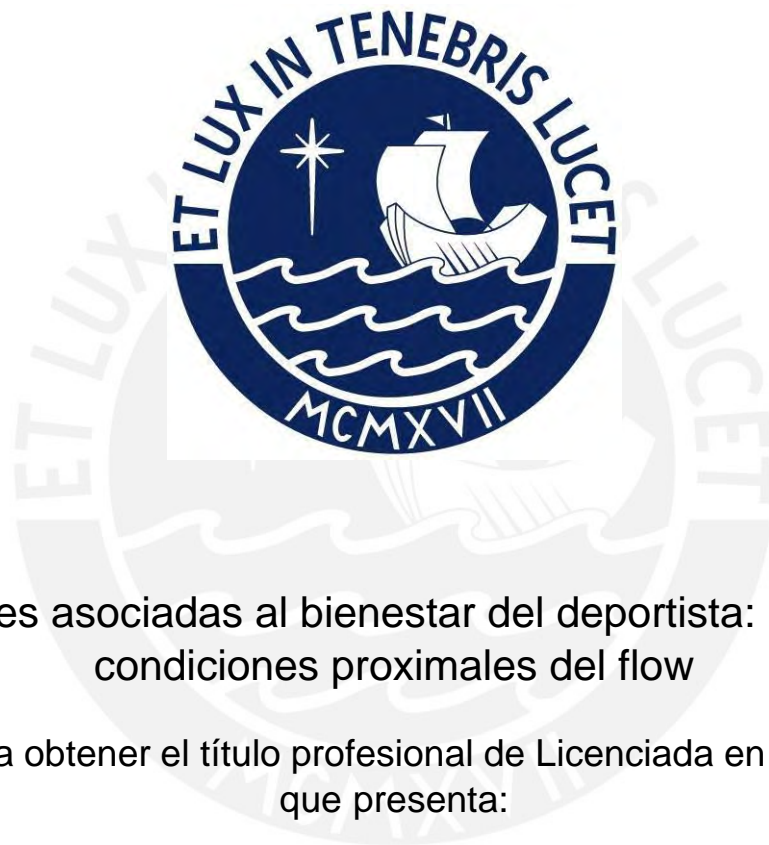 ET LUX IN TENEBRIS LUCET
MCMXVII
es asociadas al bienestar del deportista:
condiciones proximales del flow
a obtener el título profesional de Licenciada en
que presenta: